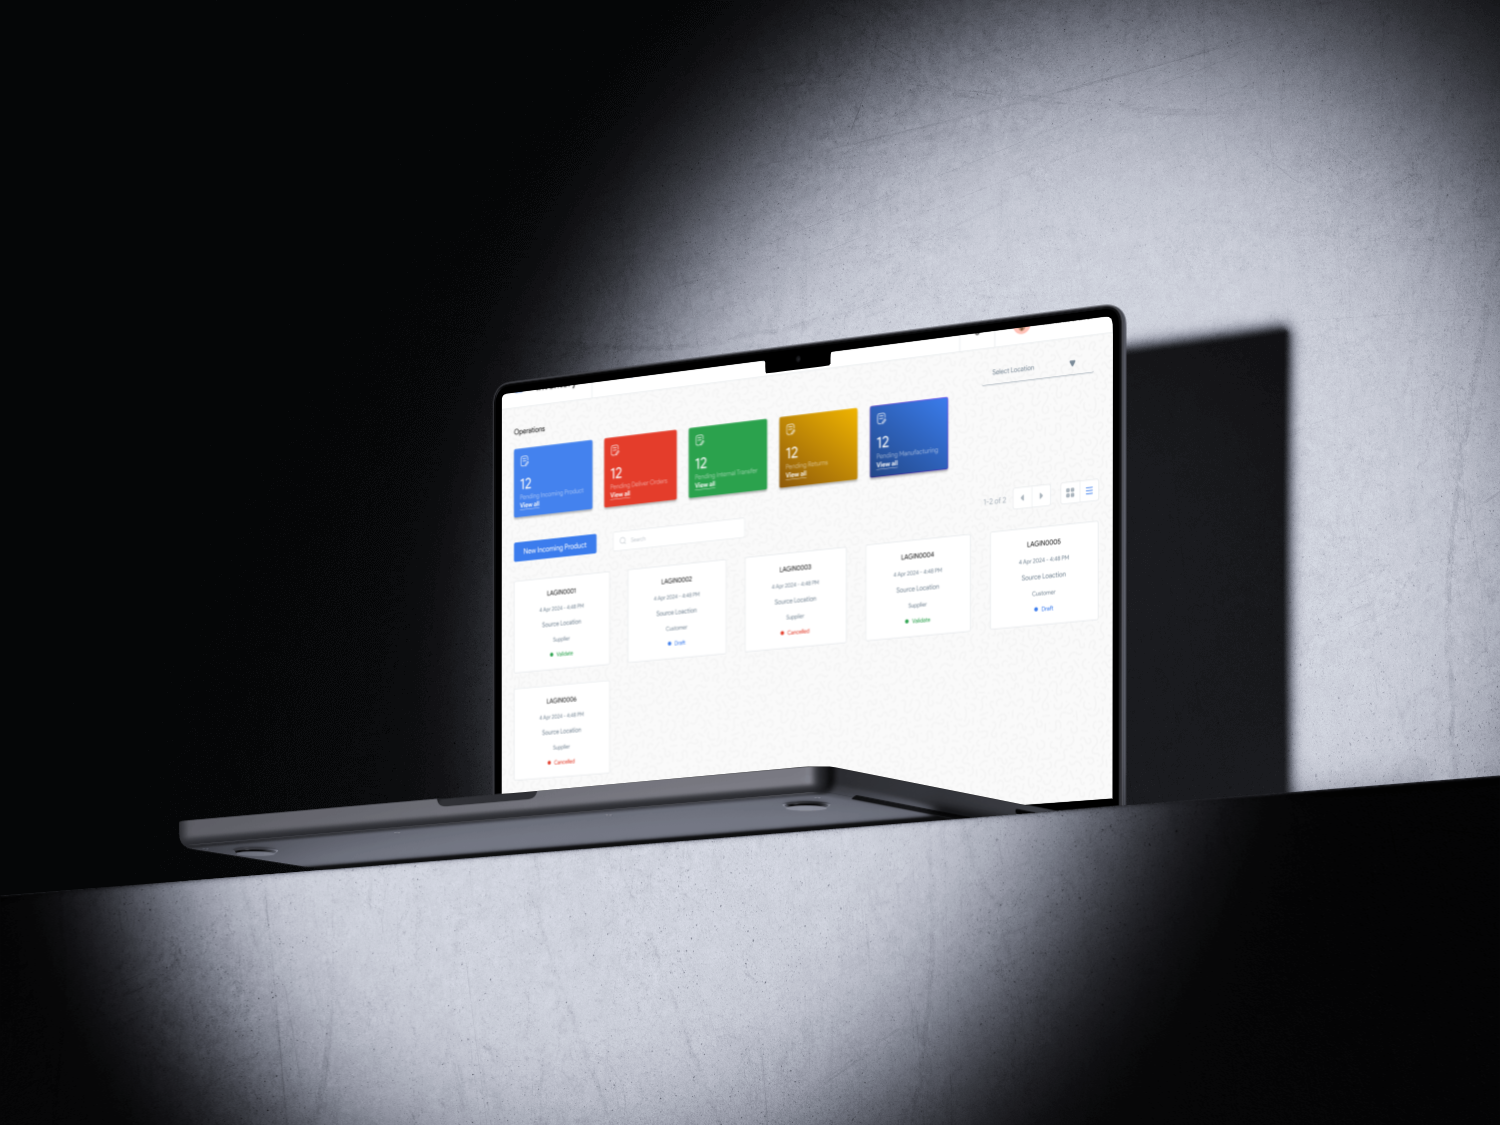 Select Location
Operations
12
Pending Incoming Product
View all
12
Pending Deliver Orders
View all
12
Pending Internal Transfer
View all
12
Pending Returns
View all
12
Pending Manufacturing
View all
1-2 of 2
New Incoming Product
Search
LAGIN0001
4 Apr 2024 - 4:48 PM
Source Location
Supplier
Validate
LAGIN0002
4 Apr 2024 - 4:48 PM
Source Loaction
Customer
Draft
LAGIN0003
4 Apr 2024 - 4:48 PM
Source Location
Supplier
Cancelled
LAGIN0004
4 Apr 2024 - 4:48 PM
Source Location
Supplier
Validate
LAGIN0005
4 Apr 2024 - 4:48 PM
Source Loaction
Customer
Draft
LAGIN0006
4 Apr 2024 - 4:48 PM
Source Location
Supplier
Cancelled